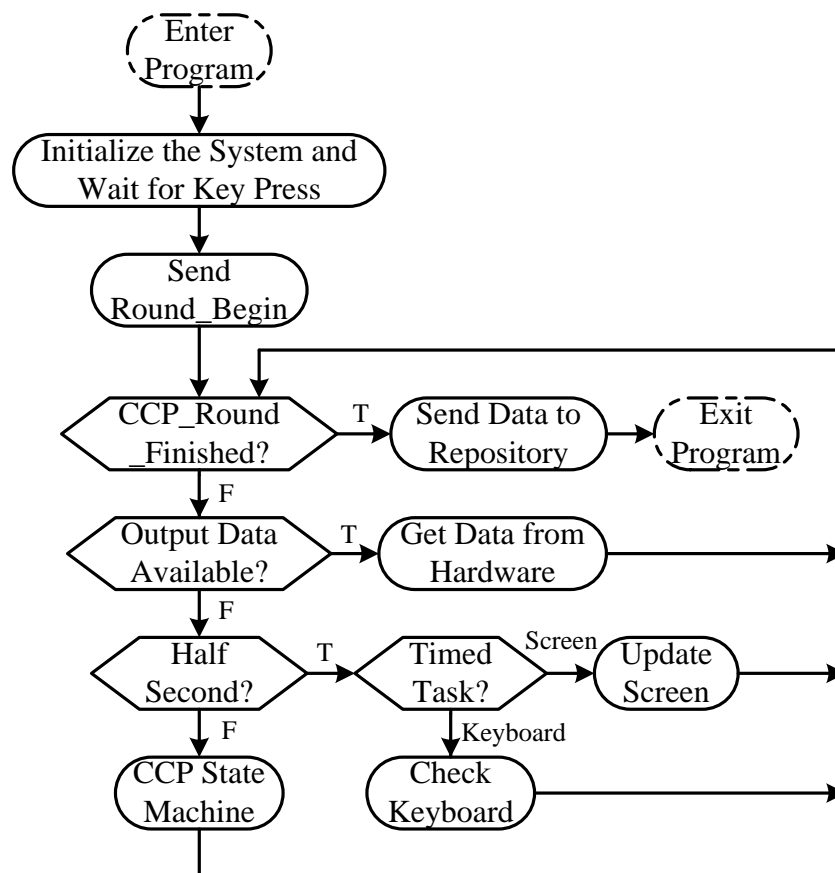 Enter
Program
Initialize the System and
Wait for Key Press
Send
Round_Begin
CCP_Round
_Finished?
T
Send Data to
Repository
Exit
Program
F
Output Data
Available?
T
Get Data from
Hardware
F
Half
Second?
T
Timed
Task?
Screen
Update
Screen
F
Keyboard
CCP State
Machine
Check
Keyboard